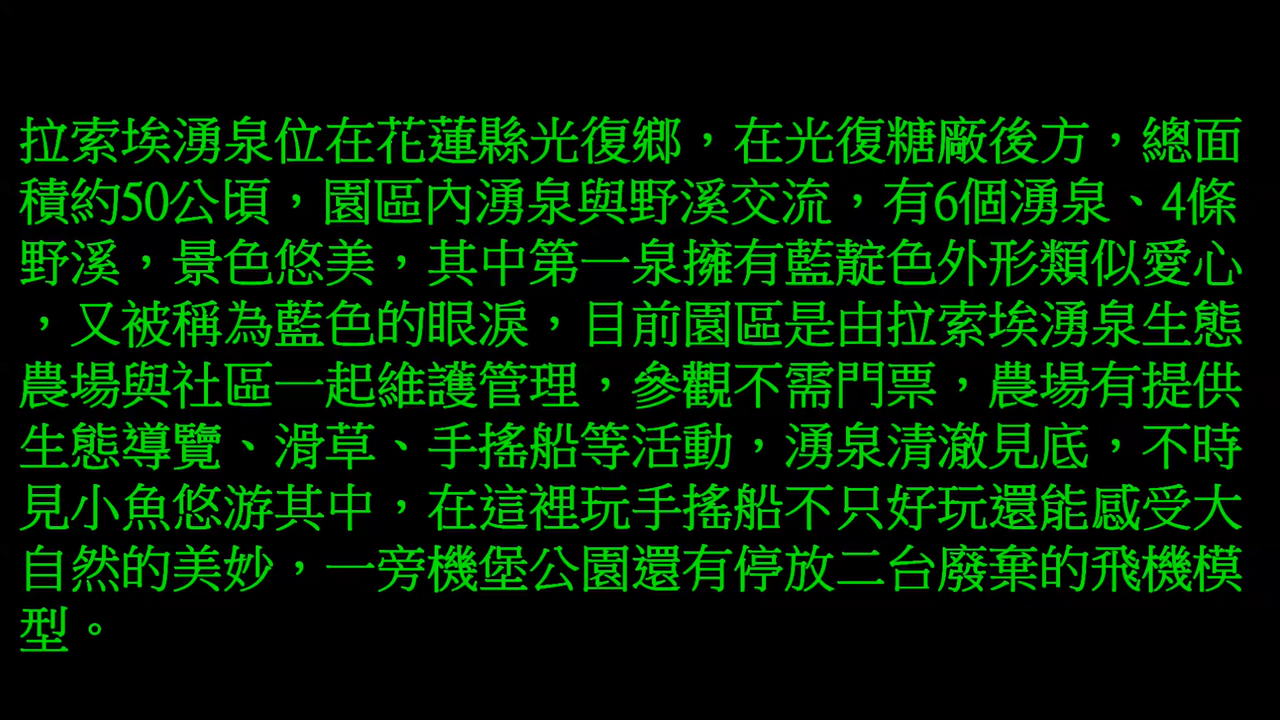 拉索埃湧泉位在花蓮縣光復鄉，在光復糖廠後方，總面
積約50公頃，園區內湧泉與野溪交流，有6個湧泉、4條
野溪，景色悠美，其中第一泉擁有藍靛色外形類似愛心
，又被稱為藍色的眼淚，目前園區是由拉索埃湧泉生態
農場與社區一起維護管理，參觀不需門票，農場有提供
生態導覽、滑草、手搖船等活動，湧泉清澈見底，不時
見小魚悠游其中，在這裡玩手搖船不只好玩還能感受大
自然的美妙，一旁機堡公園還有停放二台廢棄的飛機模
型。